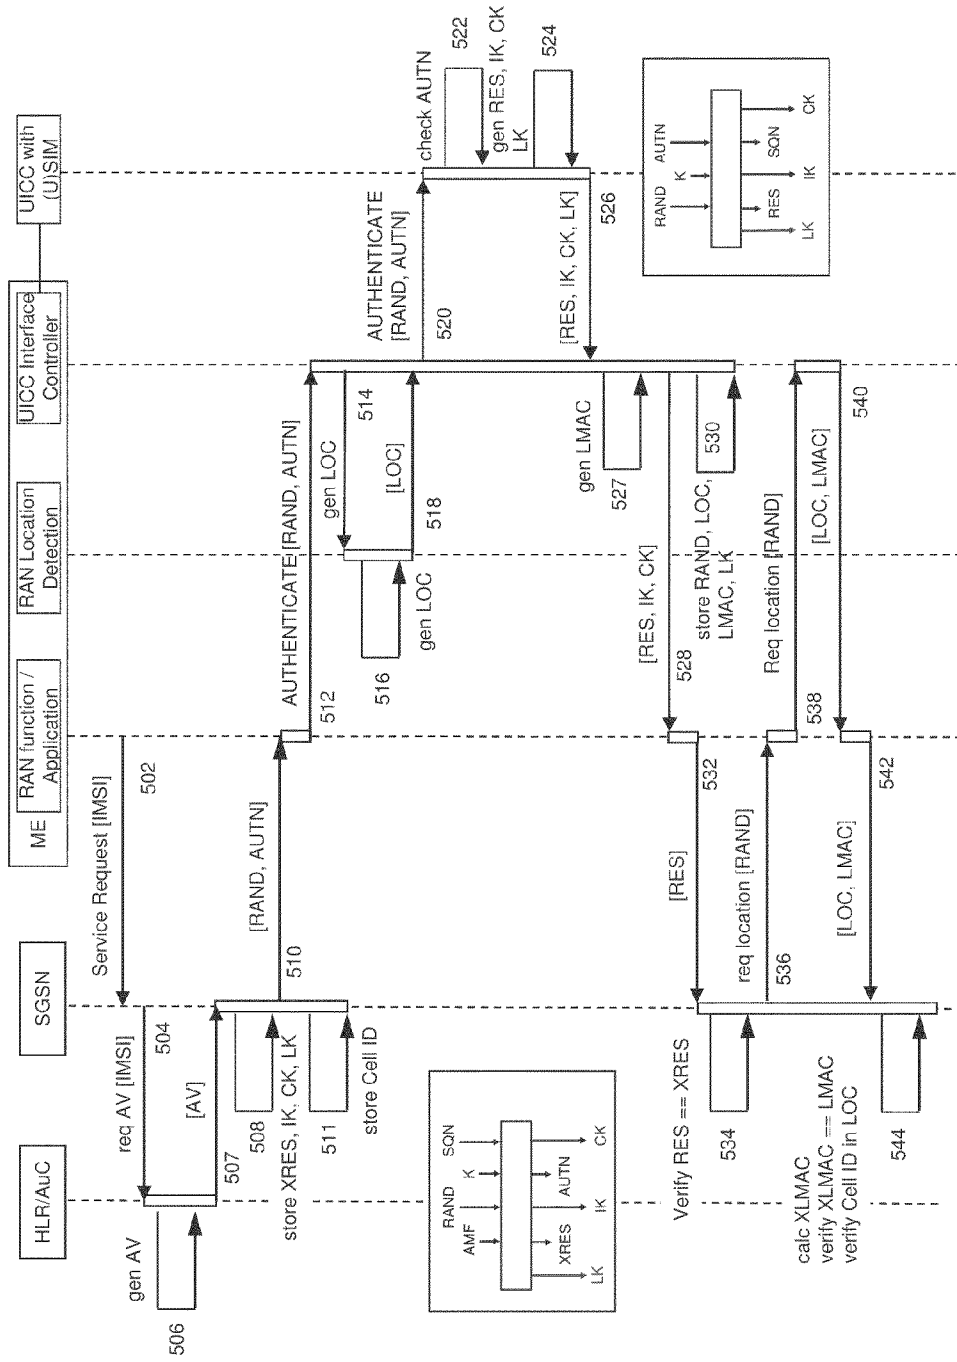 HLR/AuC
SGSN
ME
RAN function /
Application
RAN Location
Detection
UICC Interface
Controller
UICC with
(U)SIM
Service Request [IMSI]
502
req AV [IMSI]
504
gen AV
506
[AV]
507
508
store XRES, IK, CK, LK
[RAND, AUTN]
510
511
store Cell ID
AUTHENTICATE [RAND, AUTN]
512
gen LOC
514
516
gen LOC
[LOC]
518
AUTHENTICATE
[RAND, AUTN]
520
check AUTN
522
gen RES, IK, CK
LK
524
[RES, IK, CK, LK]
526
gen LMAC
527
[RES, IK, CK]
528
530
store RAND, LOC,
LMAC, LK
[RES]
532
Verify RES == XRES
534
req location [RAND]
536
Req location [RAND]
538
[LOC, LMAC]
540
[LOC, LMAC]
542
calc XLMAC
verify XLMAC == LMAC
verify Cell ID in LOC
544
AMF
RAND
K
SQN
LK
XRES
IK
AUTN
CK
RAND
K
AUTN
LK
RES
IK
SQN
CK